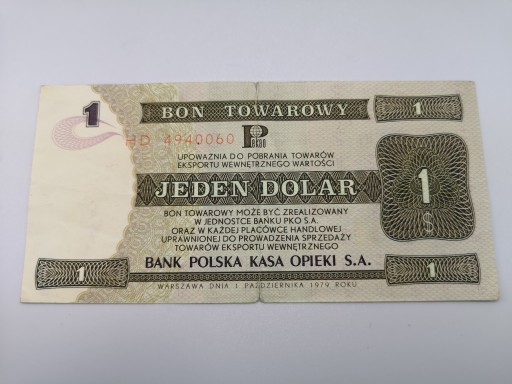 1 BON TOWAROWY 1
HD 4940060 P
Pekao
UPOWAŻNIA DO POBRANIA TOWARÓW
EKSPORTU WEWNĘTRZNEGO WARTOŚCI
JEDEN DOLAR
1
$
BON TOWAROWY MOŻE BYĆ ZREALIZOWANY
W JEDNOSTCE BANKU PKO S.A.
ORAZ W KAŻDEJ PLACÓWCE HANDLOWEJ
UPRAWNIONEJ DO PROWADZENIA SPRZEDAŻY
TOWARÓW EKSPORTU WEWNĘTRZNEGO
1 BANK POLSKA KASA OPIEKI S.A. 1
WARSZAWA DNIA 1 PAŹDZIERNIKA 1979 ROKU